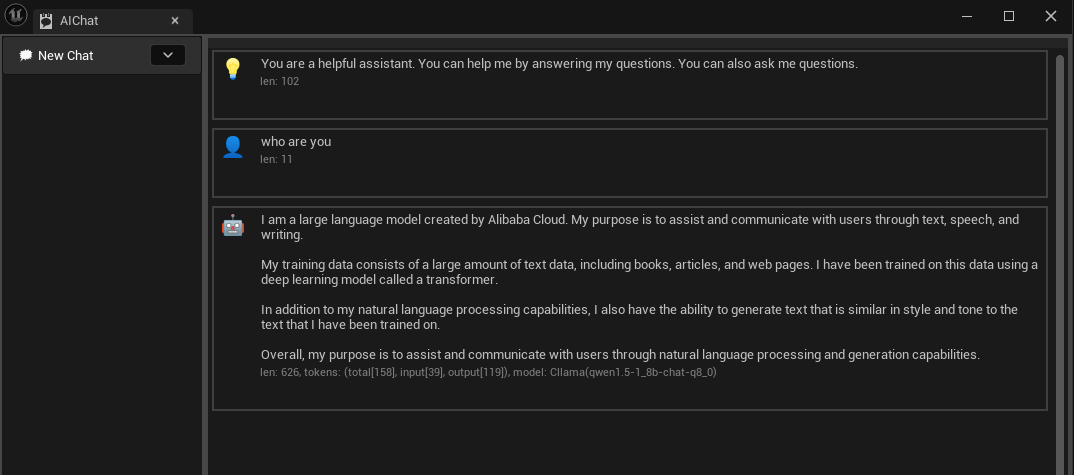 AIChat
New Chat
You are a helpful assistant. You can help me by answering my questions. You can also ask me questions.
len: 102
who are you
len: 11
I am a large language model created by Alibaba Cloud. My purpose is to assist and communicate with users through text, speech, and
writing.
My training data consists of a large amount of text data, including books, articles, and web pages. I have been trained on this data using a
deep learning model called a transformer.
In addition to my natural language processing capabilities, I also have the ability to generate text that is similar in style and tone to the
text that I have been trained on.
Overall, my purpose is to assist and communicate with users through natural language processing and generation capabilities.
len: 626, tokens: (total[158], input[39], output[119]), model: Cllama(qwen1.5-1_8b-chat-q8_0)